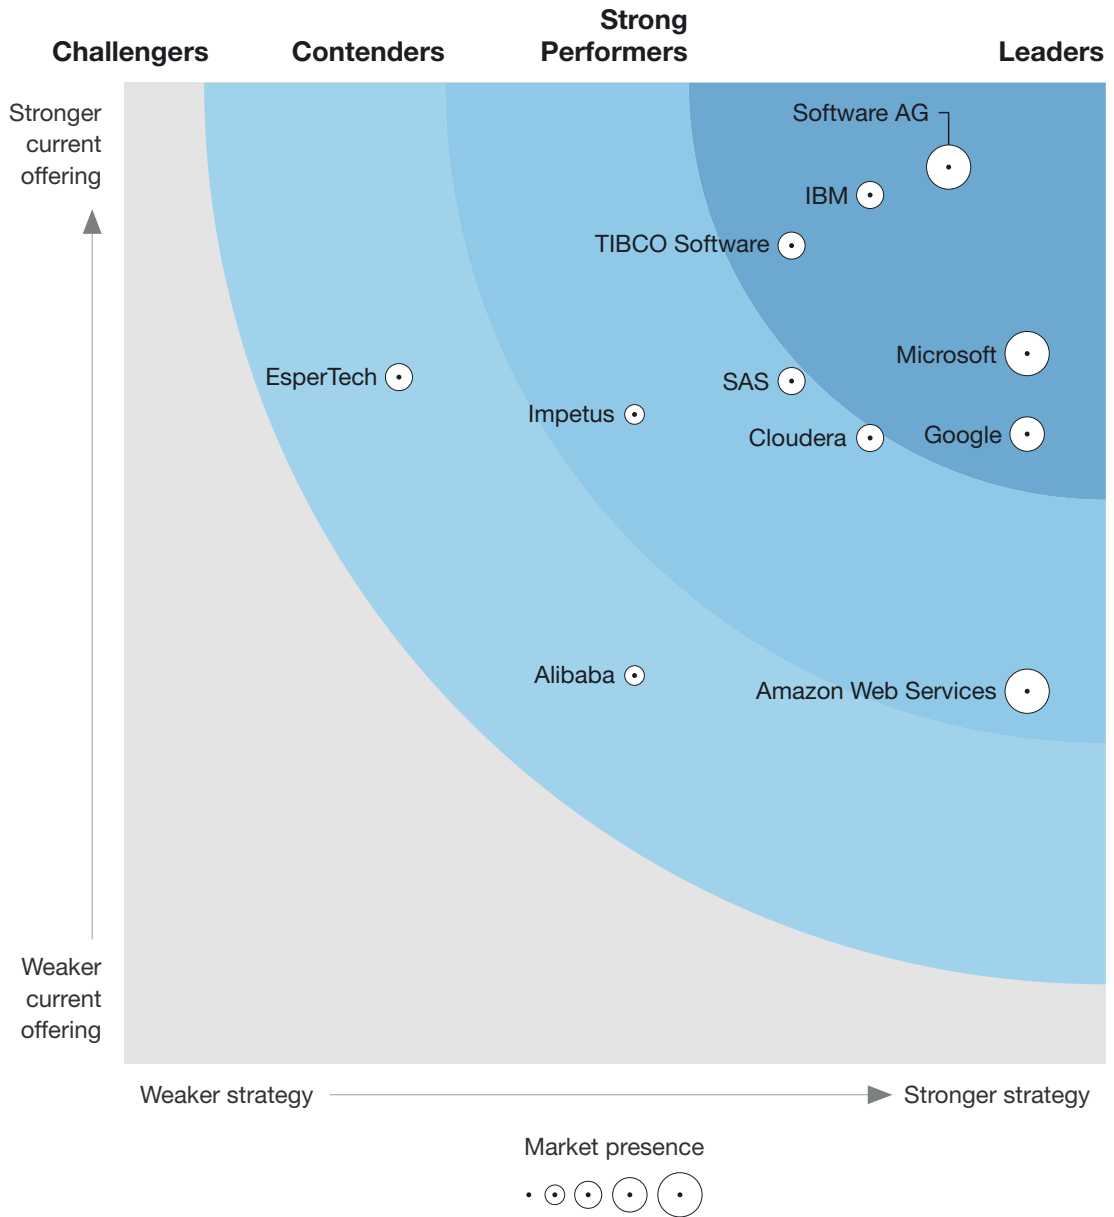 Challengers
Contenders
Strong
Performers
Leaders
Stronger
current
offering
Software AG
IBM
TIBCO Software
Microsoft
EsperTech
SAS
Impetus
Cloudera
Google
Alibaba
Amazon Web Services
Weaker
current
offering
Weaker strategy
Stronger strategy
Market presence